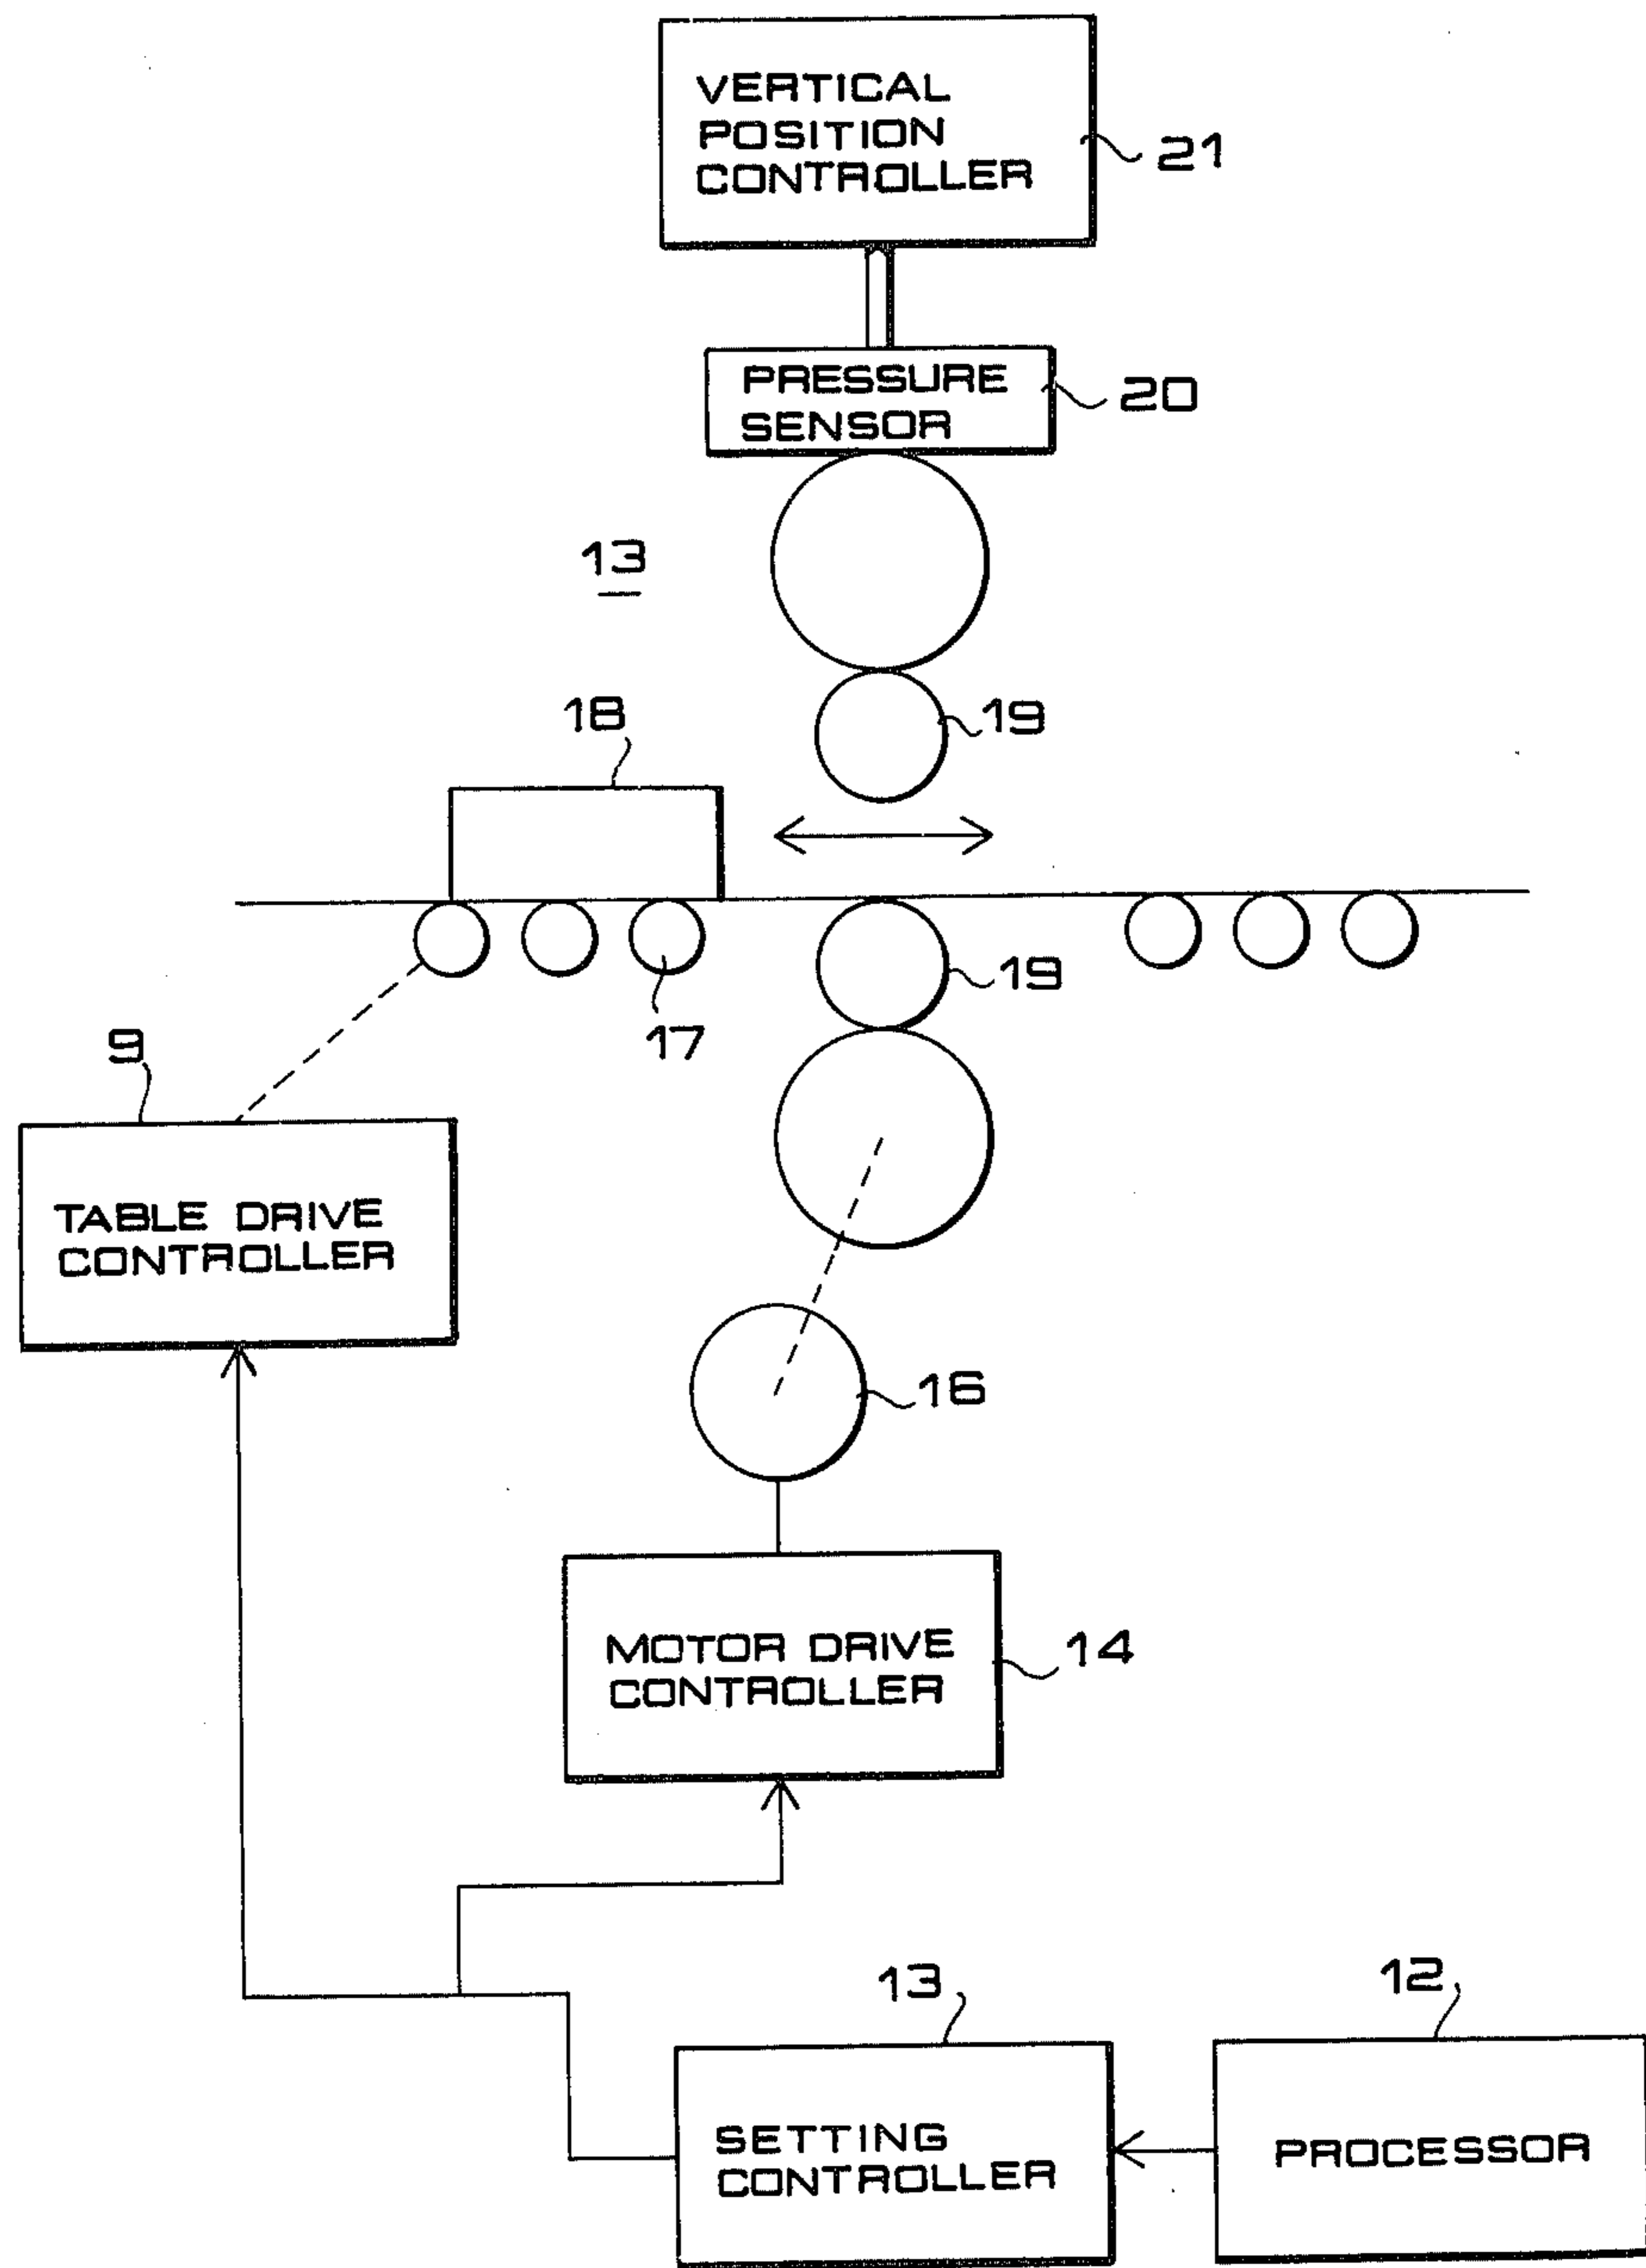 VERTICAL
POSITION
CONTROLLER
21
PRESSURE
SENSOR
20
13
18
19
19
17
9
TABLE DRIVE
CONTROLLER
16
MOTOR DRIVE
CONTROLLER
14
13
12
SETTING
CONTROLLER
PROCESSOR